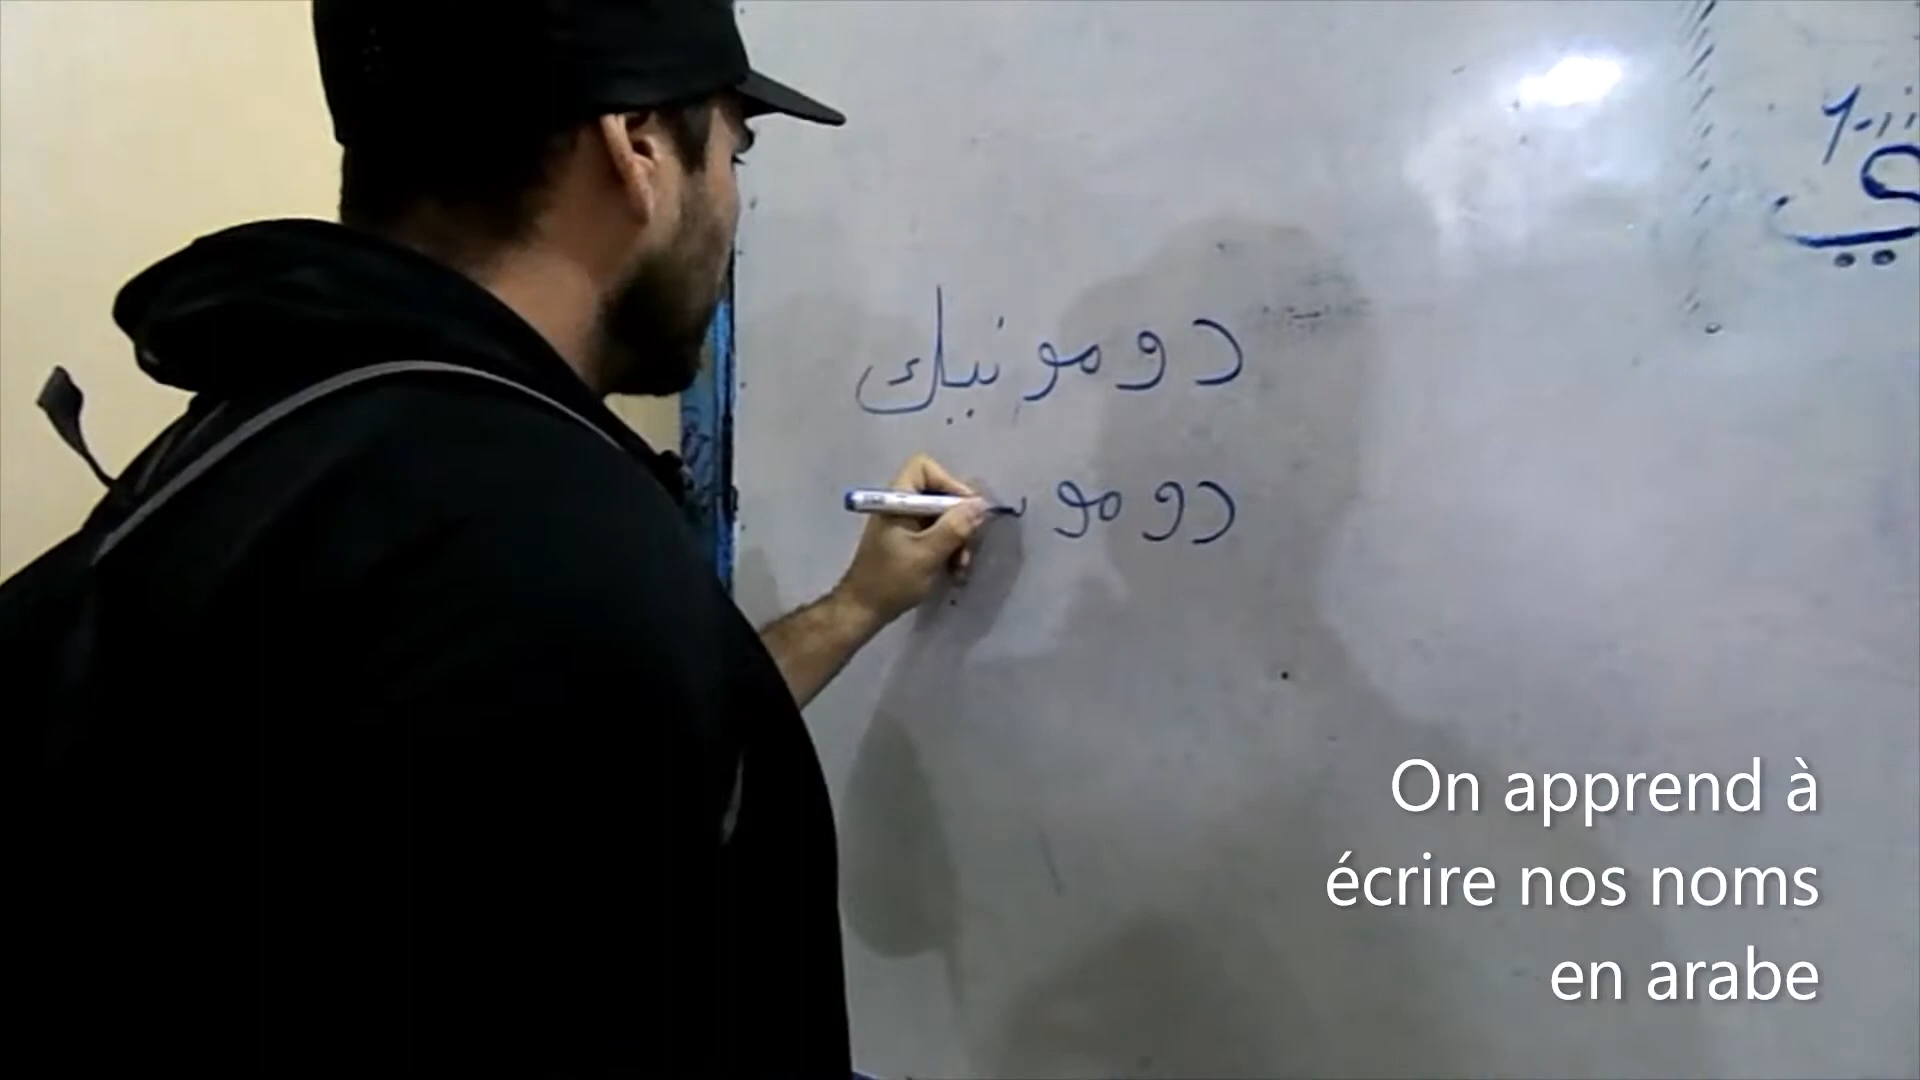 دومونيك
دومو
On apprend à
écrire nos noms
en arabe